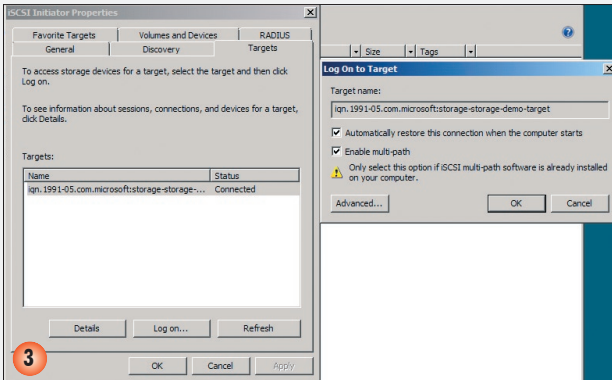 iSCSI Initiator Properties
Favorite Targets
Volumes and Devices
RADIUS
General
Discovery
Targets
To access storage devices for a target, select the target and then click
Log on.
To see information about sessions, connections, and devices for a target,
click Details.
Targets:
Name
Status
iqn.1991-05.com.microsoft:storage-storage-...
Connected
Details
Log on...
Refresh
OK
Cancel
Apply
3
Size
Tags
Log On to Target
Target name:
iqn.1991-05.com.microsoft:storage-storage-demo-target
Automatically restore this connection when the computer starts
Enable multi-path
Only select this option if iSCSI multi-path software is already installed
on your computer.
Advanced...
OK
Cancel